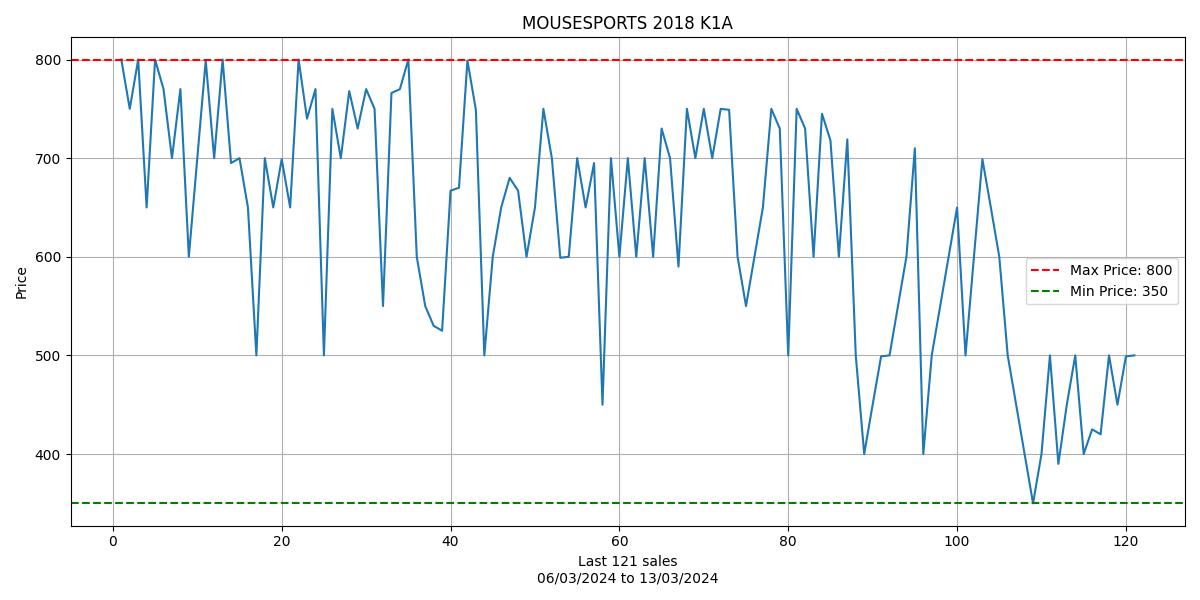 MOUSESPORTS 2018 K1A
Price
800
700
600
500
400
Max Price: 800
Min Price: 350
0 20 40 60 80 100 120
Last 121 sales
06/03/2024 to 13/03/2024